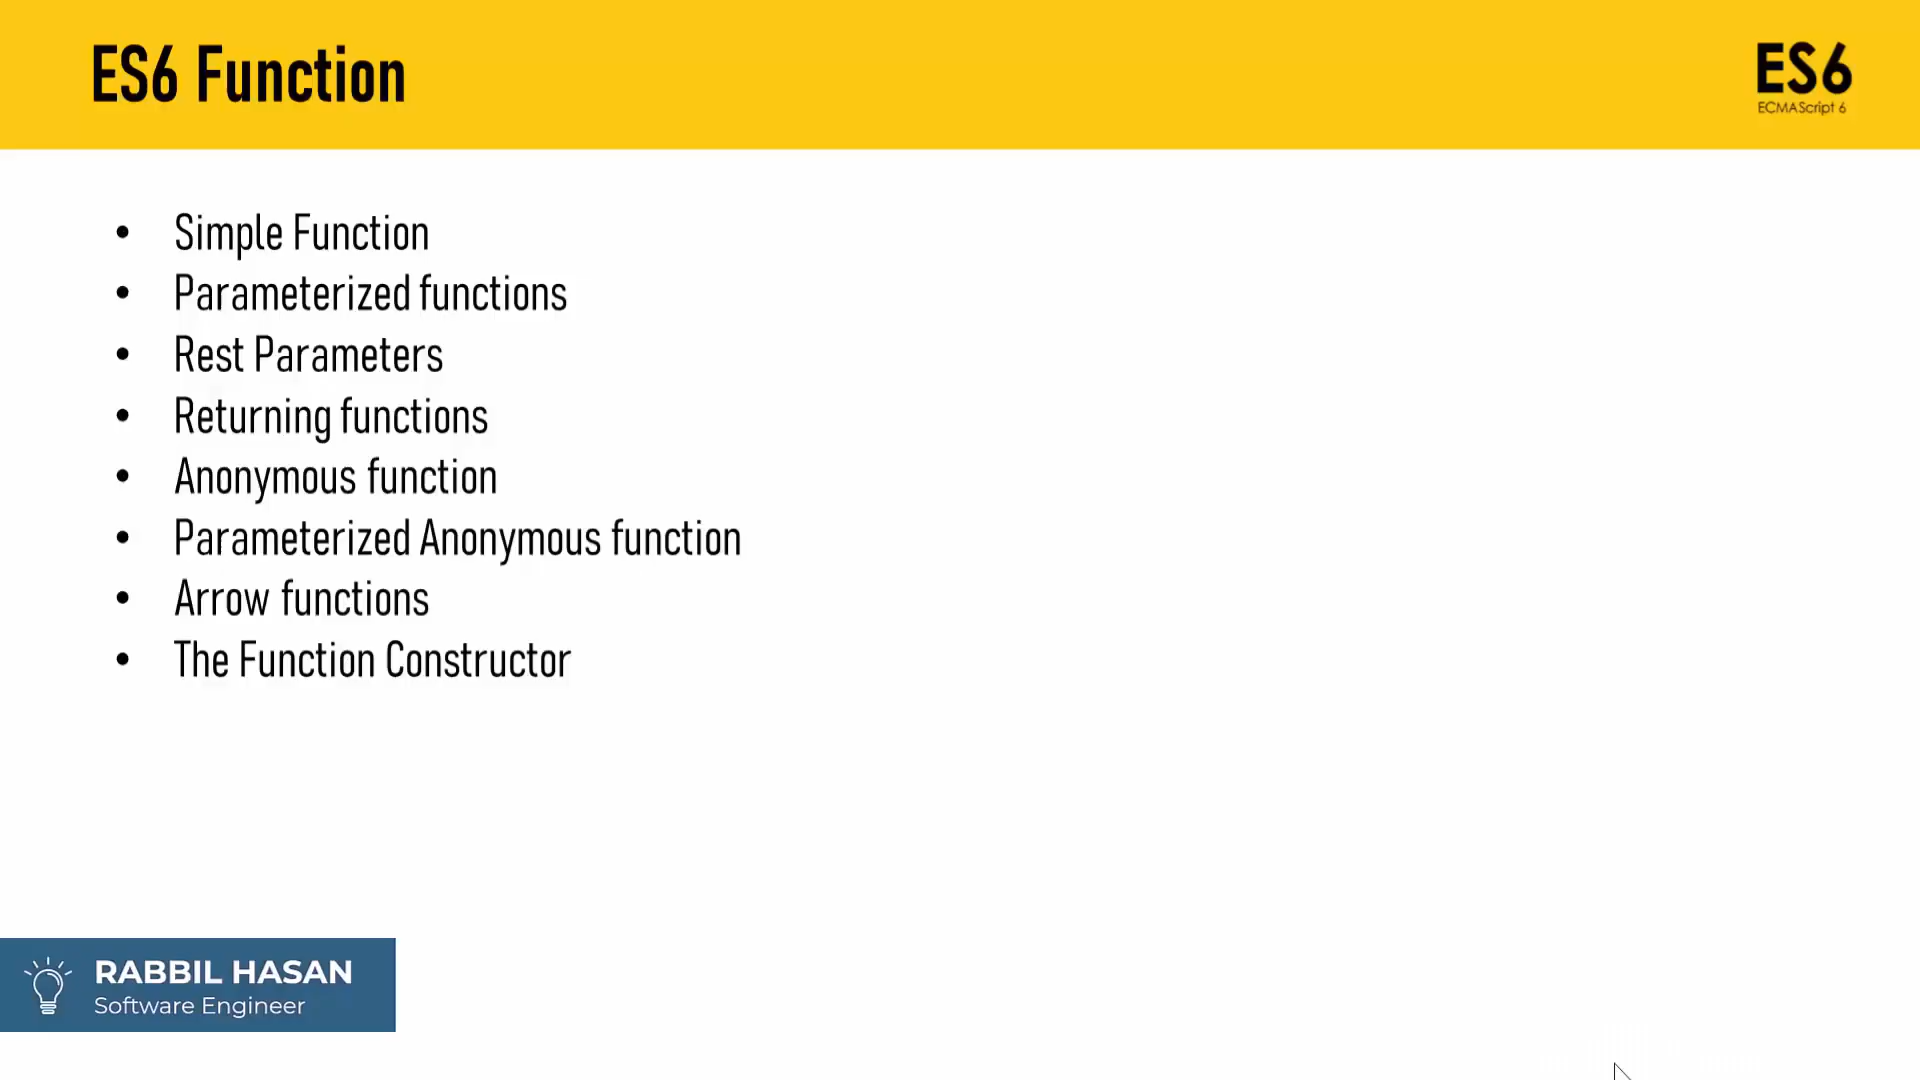 ES6 Function
ES6
ECMAScript 6
• Simple Function
• Parameterized functions
• Rest Parameters
• Returning functions
• Anonymous function
• Parameterized Anonymous function
• Arrow functions
• The Function Constructor
RABBIL HASAN
Software Engineer